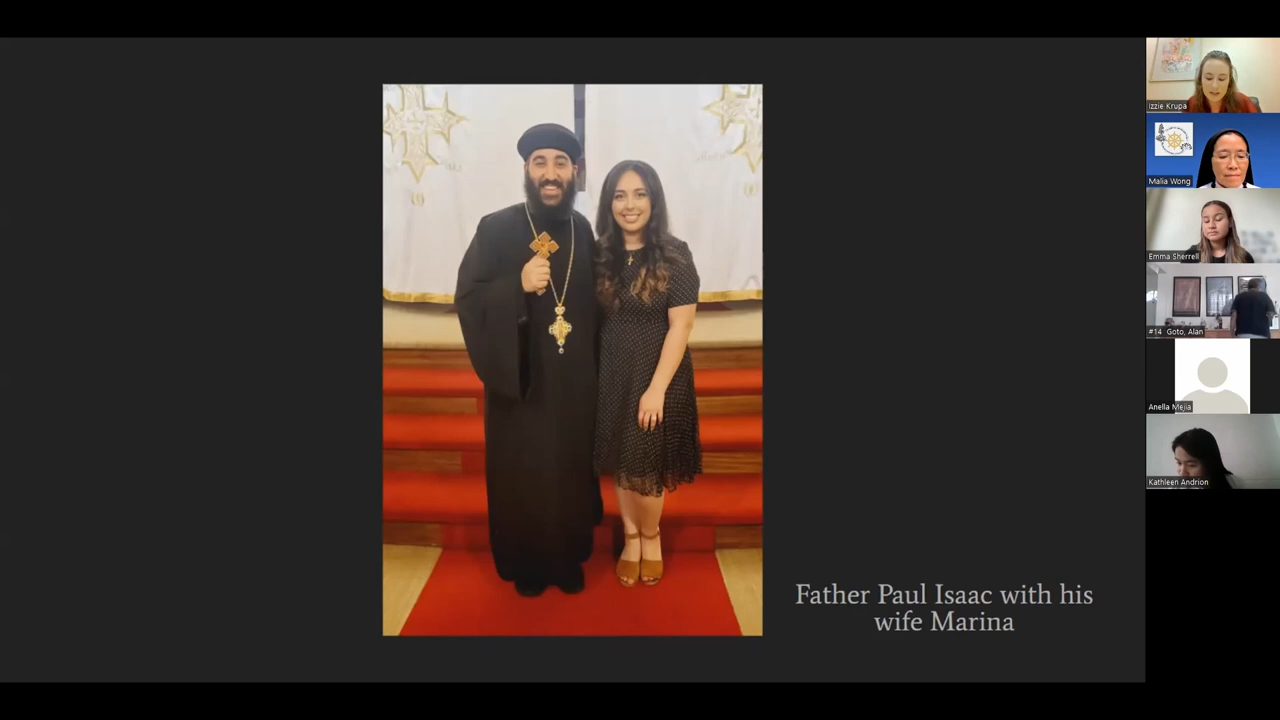 Father Paul Isaac with his
wife Marina
Izzie Krupa
Malia Wong
Emma Sherrell
#14 Goto, Alan
Anella Mejia
Kathleen Andrion